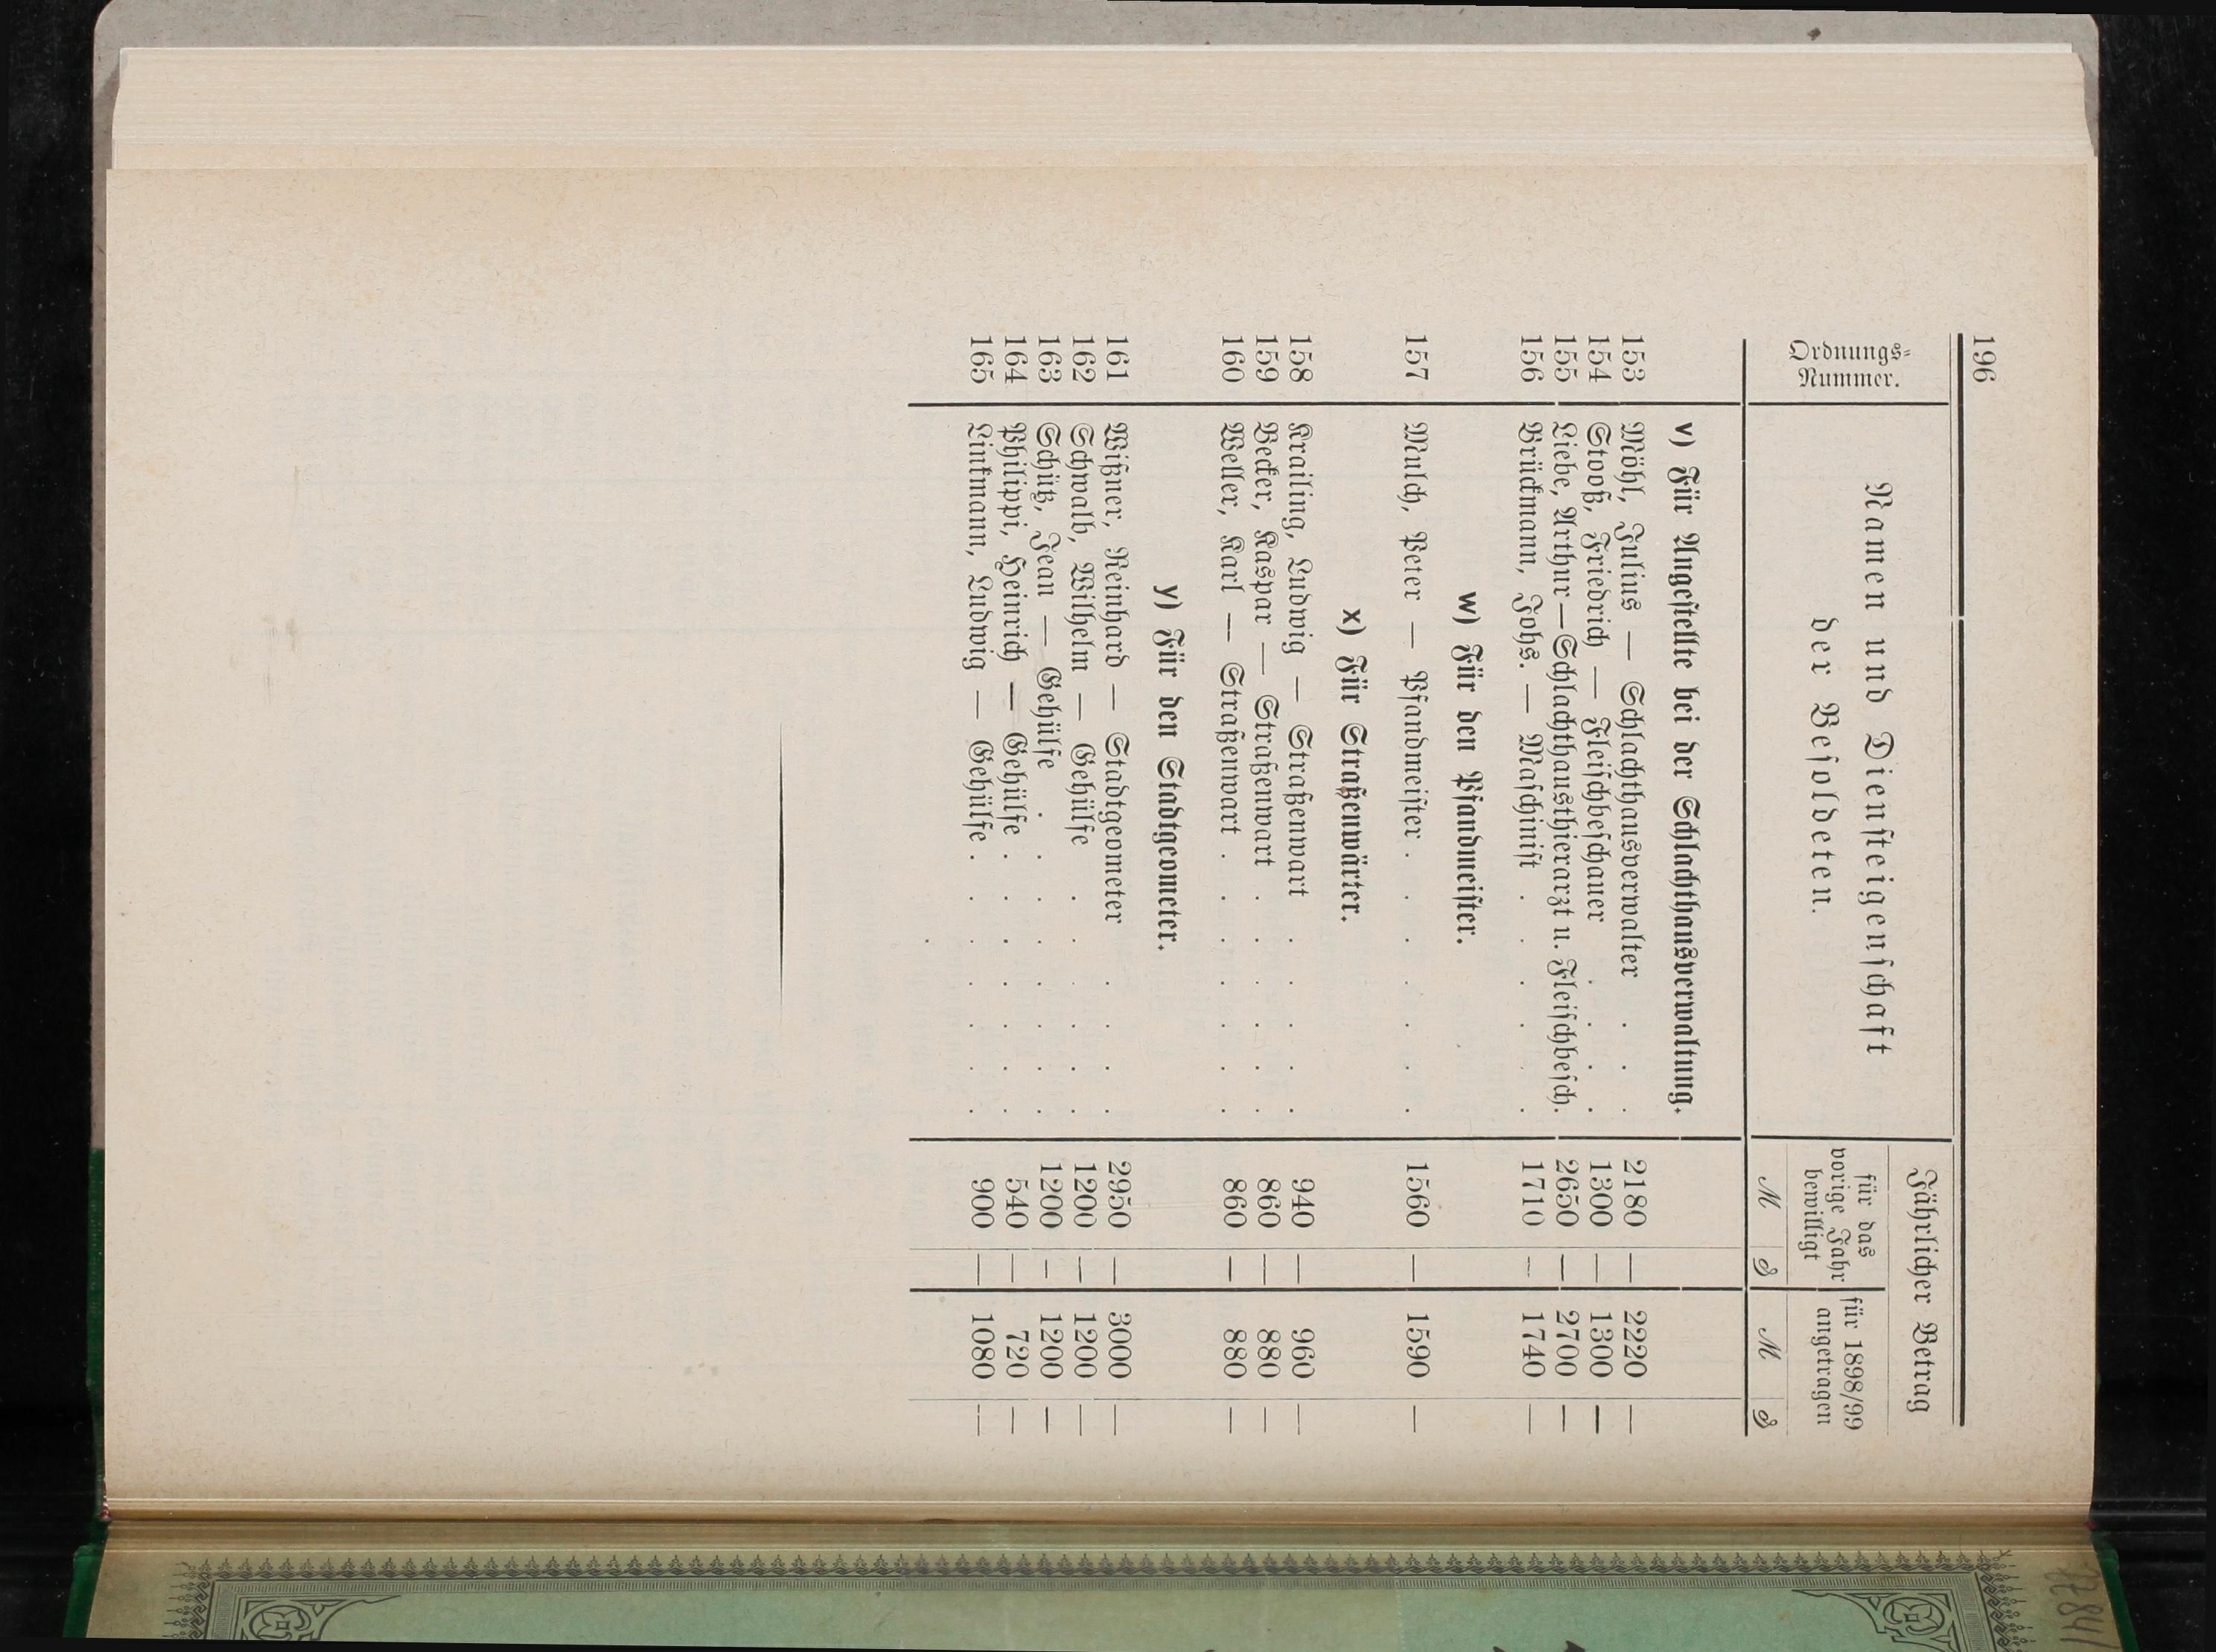 196
Ordnungs-
Nummer.
Namen und Diensteigenschaft
der Besoldeten.
Jährlicher Betrag
für das
vorige Jahr
bewilligt
für 1898/99
angetragen
ℳ ₰ ℳ ₰
v) Für Angestellte bei der Schlachthausverwaltung.
153 Möhl, Julius — Schlachthausverwalter . . . 2180 — 2220 —
154 Stooß, Friedrich — Fleischbeschauer . . . . 1300 — 1300 —
155 Liebe, Arthur — Schlachthausthierarzt u. Fleischbesch. 2650 — 2700 —
156 Brückmann, Johs. — Maschinist . . . . . . 1710 — 1740 —
w) Für den Pfandmeister.
157 Mulch, Peter — Pfandmeister . . . . . . . 1560 — 1590 —
x) Für Straßenwärter.
158 Krailing, Ludwig — Straßenwart . . . . . 940 — 960 —
159 Becker, Kaspar — Straßenwart . . . . . . 860 — 880 —
160 Weller, Karl — Straßenwart . . . . . . . 860 — 880 —
y) Für den Stadtgeometer.
161 Wißner, Reinhard — Stadtgeometer . . . . 2950 — 3000 —
162 Schwalb, Wilhelm — Gehülfe . . . . . . 1200 — 1200 —
163 Schütz, Jean — Gehülfe . . . . . . . . 1200 — 1200 —
164 Philippi, Heinrich — Gehülfe . . . . . . . 540 — 720 —
165 Linkmann, Ludwig — Gehülfe . . . . . . . 900 — 1080 —